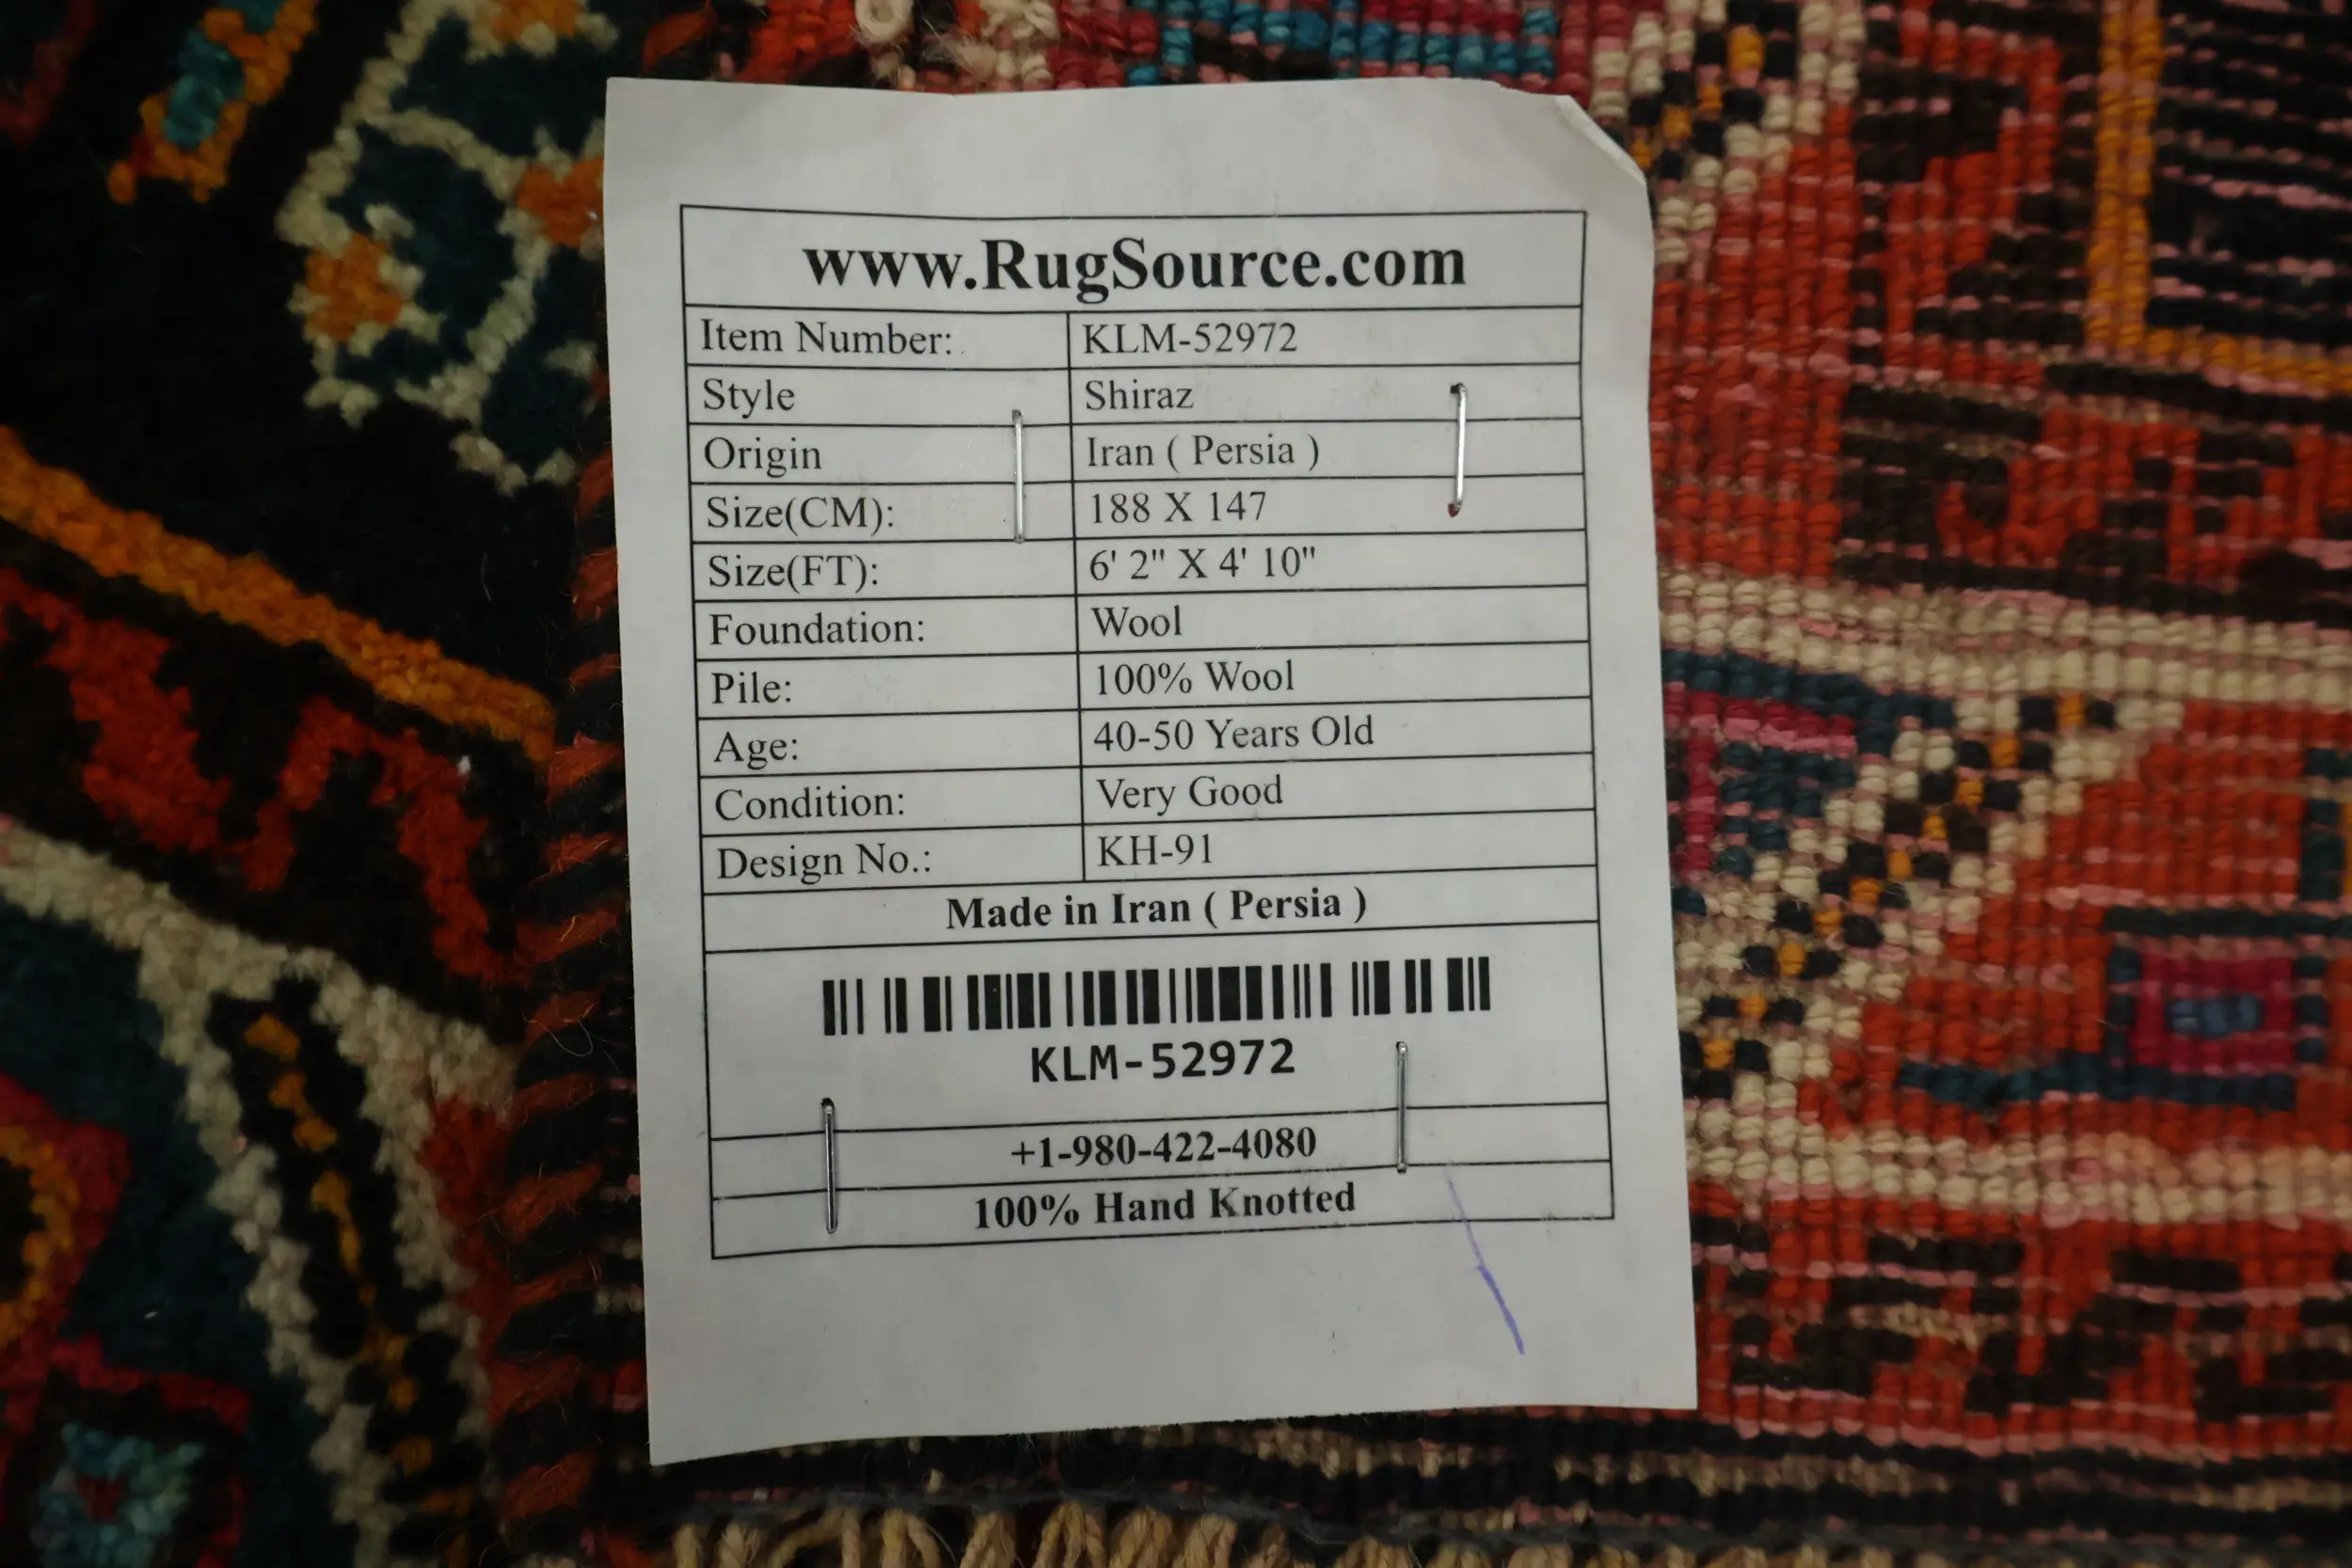 www.RugSource.com
Item Number: KLM-52972
Style Shiraz
Origin Iran ( Persia )
Size(CM): 188 X 147
Size(FT): 6' 2" X 4' 10"
Foundation: Wool
Pile: 100% Wool
Age: 40-50 Years Old
Condition: Very Good
Design No.: KH-91
Made in Iran ( Persia )
KLM-52972
+1-980-422-4080
100% Hand Knotted